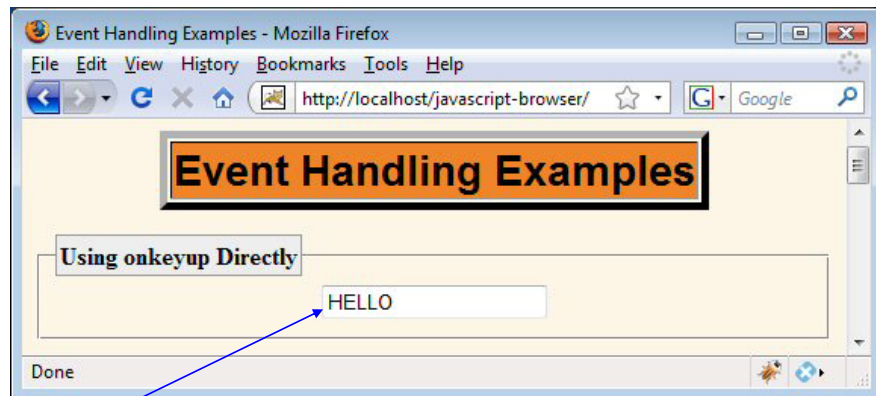 Event Handling Examples - Mozilla Firefox
File Edit View History Bookmarks Tools Help
http://localhost/javascript-browser/ G Google
Event Handling Examples
Using onkeyup Directly
HELLO
Done